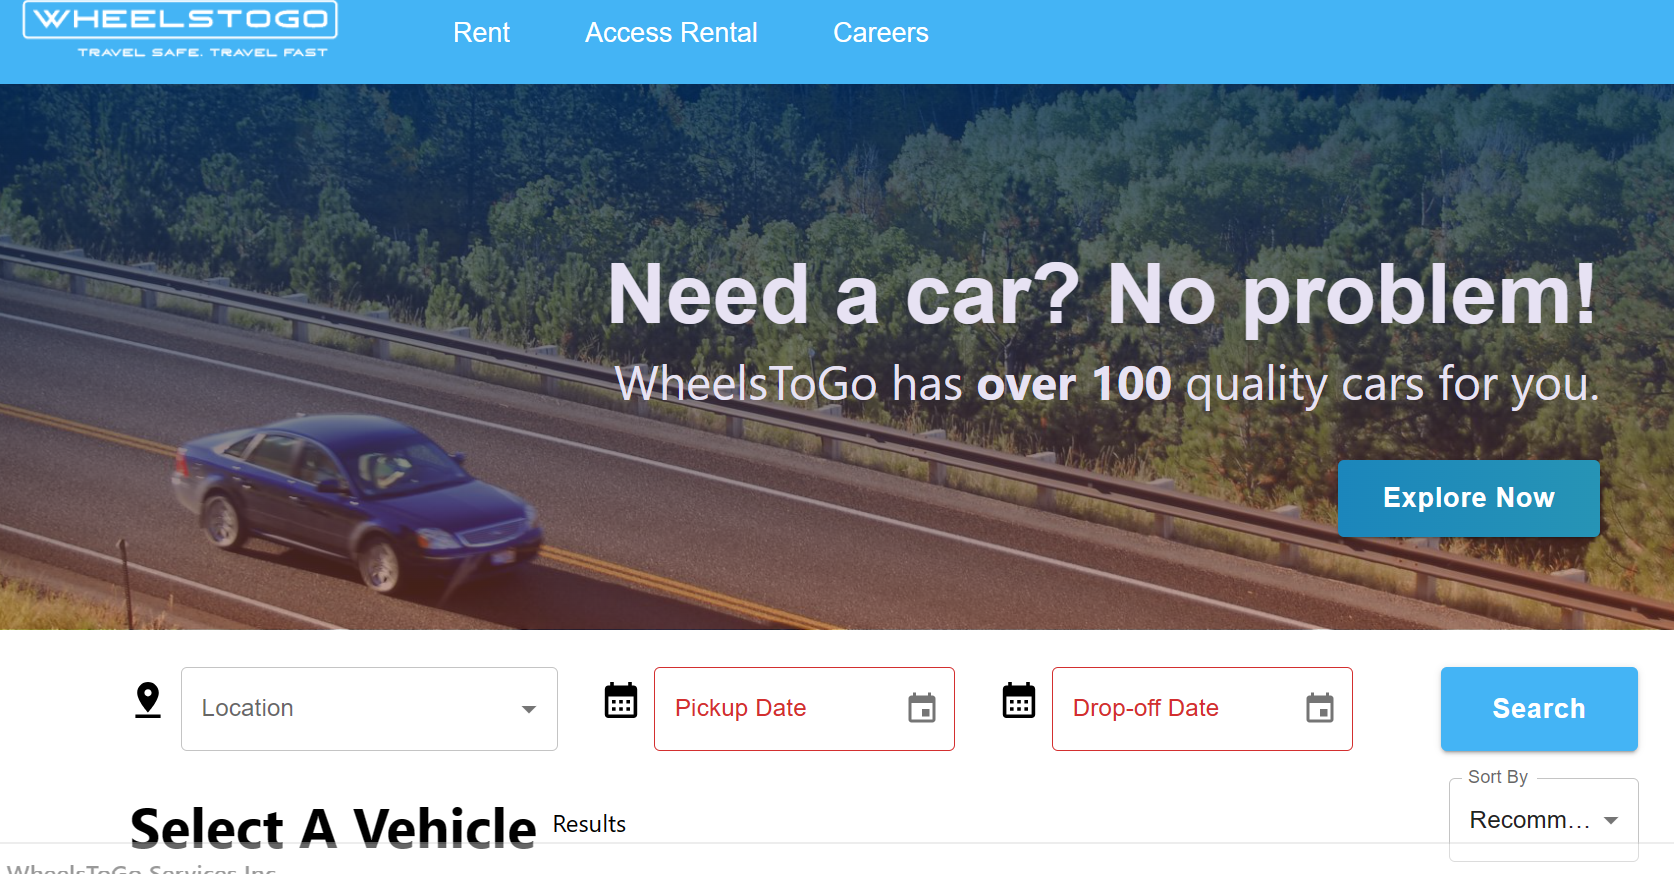 WHEELSTOGO
TRAVEL SAFE. TRAVEL FAST
Rent
Access Rental
Careers
Need a car? No problem!
WheelsToGo has over 100 quality cars for you.
Explore Now
Location
Pickup Date
Drop-off Date
Search
Sort By
Recomm...
Select A Vehicle Results
WheelsToGo Services Inc